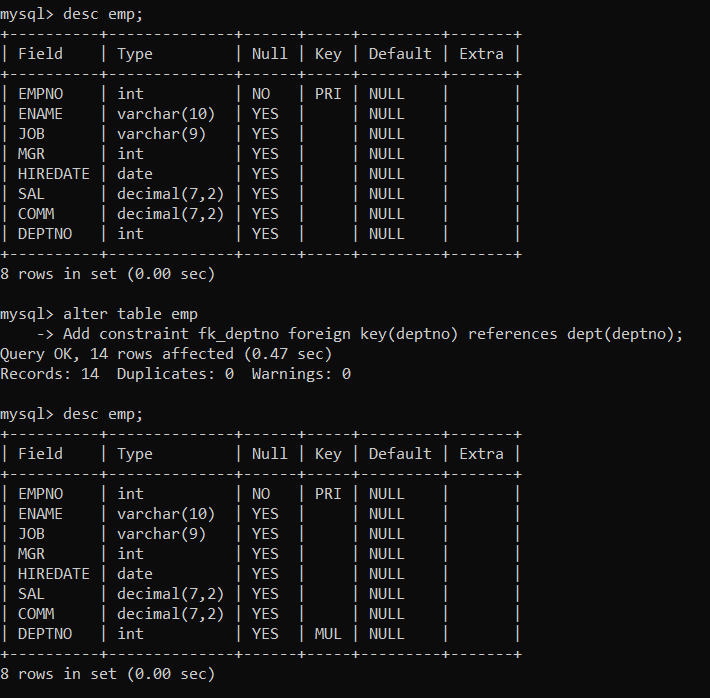 mysql> desc emp;
+----------+--------------+------+-----+---------+-------+
| Field    | Type         | Null | Key | Default | Extra |
+----------+--------------+------+-----+---------+-------+
| EMPNO    | int          | NO   | PRI | NULL    |       |
| ENAME    | varchar(10)  | YES  |     | NULL    |       |
| JOB      | varchar(9)   | YES  |     | NULL    |       |
| MGR      | int          | YES  |     | NULL    |       |
| HIREDATE | date         | YES  |     | NULL    |       |
| SAL      | decimal(7,2) | YES  |     | NULL    |       |
| COMM     | decimal(7,2) | YES  |     | NULL    |       |
| DEPTNO   | int          | YES  |     | NULL    |       |
+----------+--------------+------+-----+---------+-------+
8 rows in set (0.00 sec)

mysql> alter table emp
    -> Add constraint fk_deptno foreign key(deptno) references dept(deptno);
Query OK, 14 rows affected (0.47 sec)
Records: 14  Duplicates: 0  Warnings: 0

mysql> desc emp;
+----------+--------------+------+-----+---------+-------+
| Field    | Type         | Null | Key | Default | Extra |
+----------+--------------+------+-----+---------+-------+
| EMPNO    | int          | NO   | PRI | NULL    |       |
| ENAME    | varchar(10)  | YES  |     | NULL    |       |
| JOB      | varchar(9)   | YES  |     | NULL    |       |
| MGR      | int          | YES  |     | NULL    |       |
| HIREDATE | date         | YES  |     | NULL    |       |
| SAL      | decimal(7,2) | YES  |     | NULL    |       |
| COMM     | decimal(7,2) | YES  |     | NULL    |       |
| DEPTNO   | int          | YES  | MUL | NULL    |       |
+----------+--------------+------+-----+---------+-------+
8 rows in set (0.00 sec)